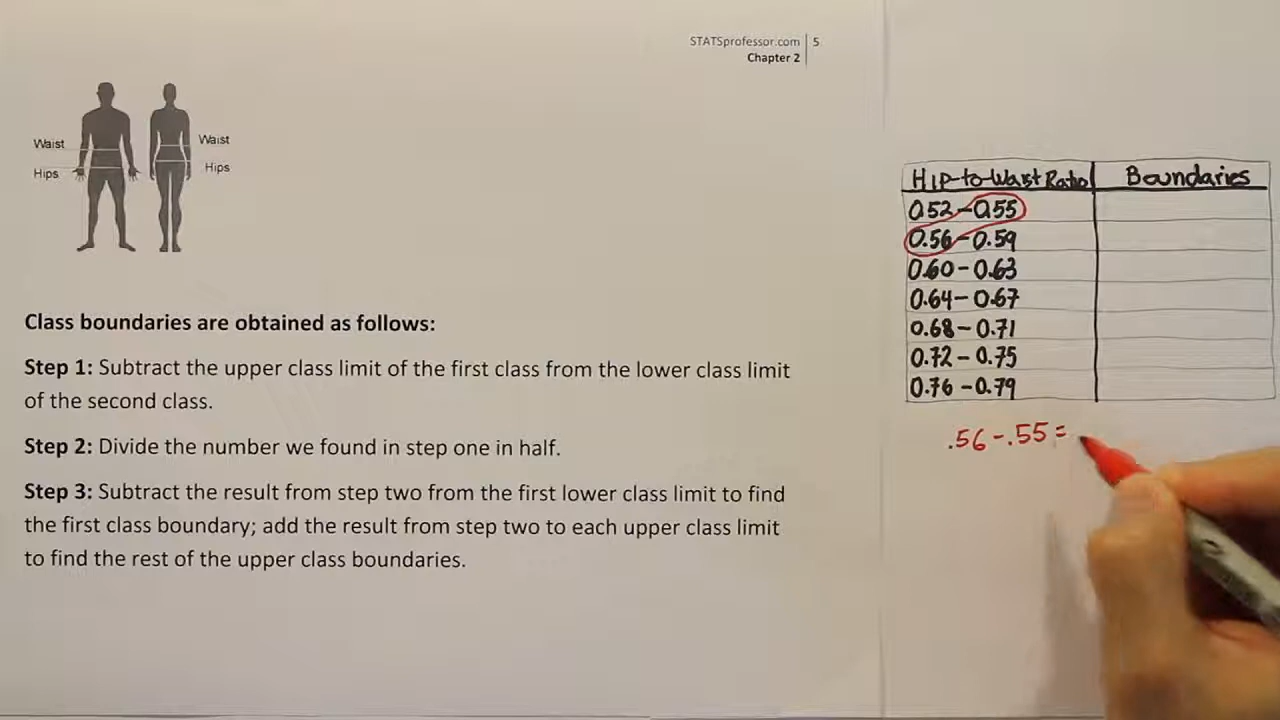 STATSprofessor.com | 5
Chapter 2
Waist
Hips
Waist
Hips
Class boundaries are obtained as follows:
Step 1: Subtract the upper class limit of the first class from the lower class limit
of the second class.
Step 2: Divide the number we found in step one in half.
Step 3: Subtract the result from step two from the first lower class limit to find
the first class boundary; add the result from step two to each upper class limit
to find the rest of the upper class boundaries.
Hip-to-Waist Ratio Boundaries
0.52-0.55
0.56-0.59
0.60-0.63
0.64-0.67
0.68-0.71
0.72-0.75
0.76-0.79
.56-.55=